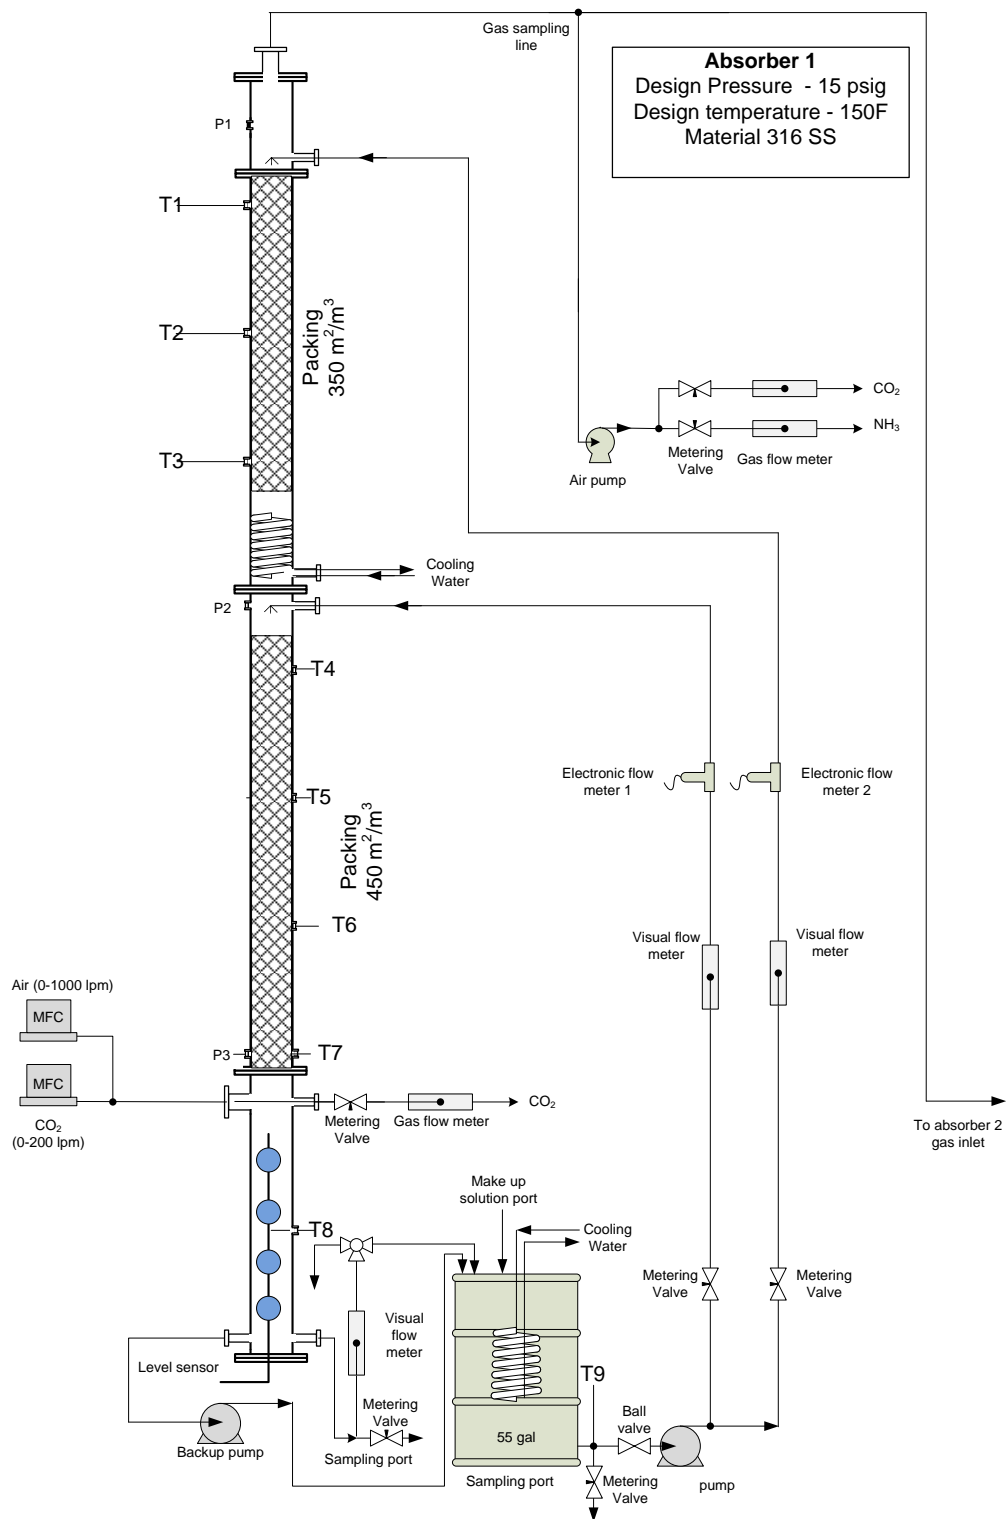 Gas sampling
line
Absorber 1
Design Pressure - 15 psig
Design temperature - 150F
Material 316 SS
P1
T1
T2
Packing
350 m²/m³
T3
CO₂
NH₃
Metering
Valve
Gas flow meter
Air pump
Cooling
Water
P2
T4
Electronic flow
meter 1
Electronic flow
meter 2
T5
Packing
450 m²/m³
T6
Visual flow
meter
Visual flow
meter
Air (0-1000 lpm)
MFC
P3
T7
MFC
CO₂
(0-200 lpm)
Metering
Valve
Gas flow meter
CO₂
To absorber 2
gas inlet
Make up
solution port
T8
Cooling
Water
Metering
Valve
Metering
Valve
Visual
flow
meter
Level sensor
T9
Metering
Valve
Ball
valve
55 gal
Backup pump
Sampling port
Sampling port
Metering
Valve
pump